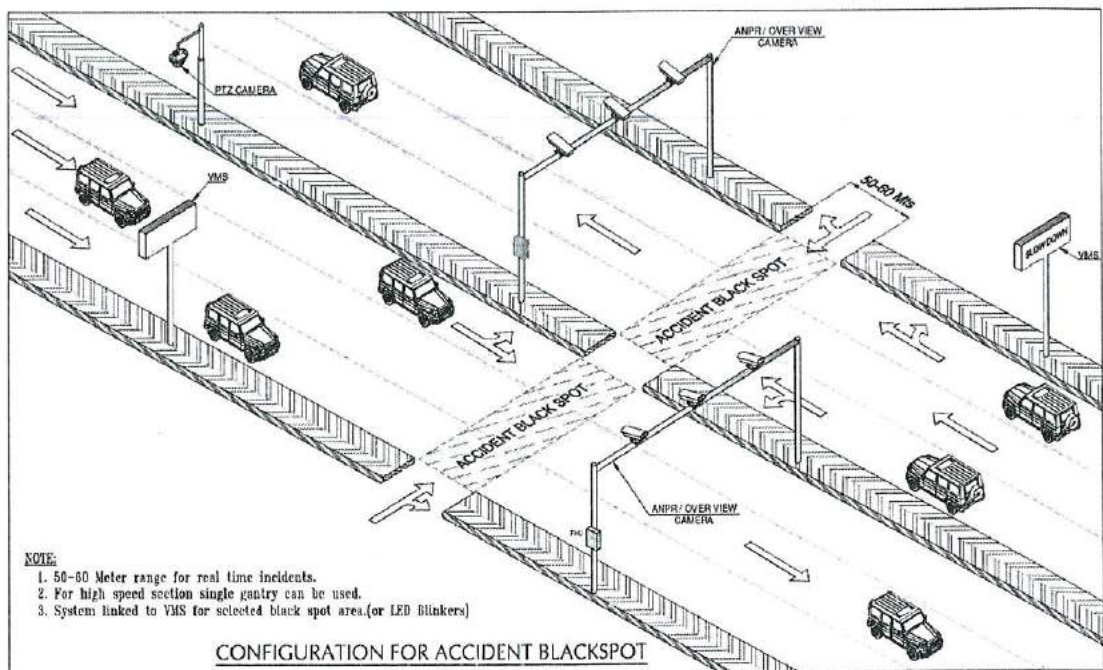 ANPR / OVER VIEW
CAMERA
PTZ CAMERA
VMS
50-60 Mts
SLOW DOWN
VMS
ACCIDENT BLACK SPOT
ACCIDENT BLACK SPOT
ANPR / OVER VIEW
CAMERA
NOTE:
1. 50-60 Meter range for real time incidents.
2. For high speed section single gantry can be used.
3. System linked to VMS for selected black spot area.(or LED Blinkers)
CONFIGURATION FOR ACCIDENT BLACKSPOT